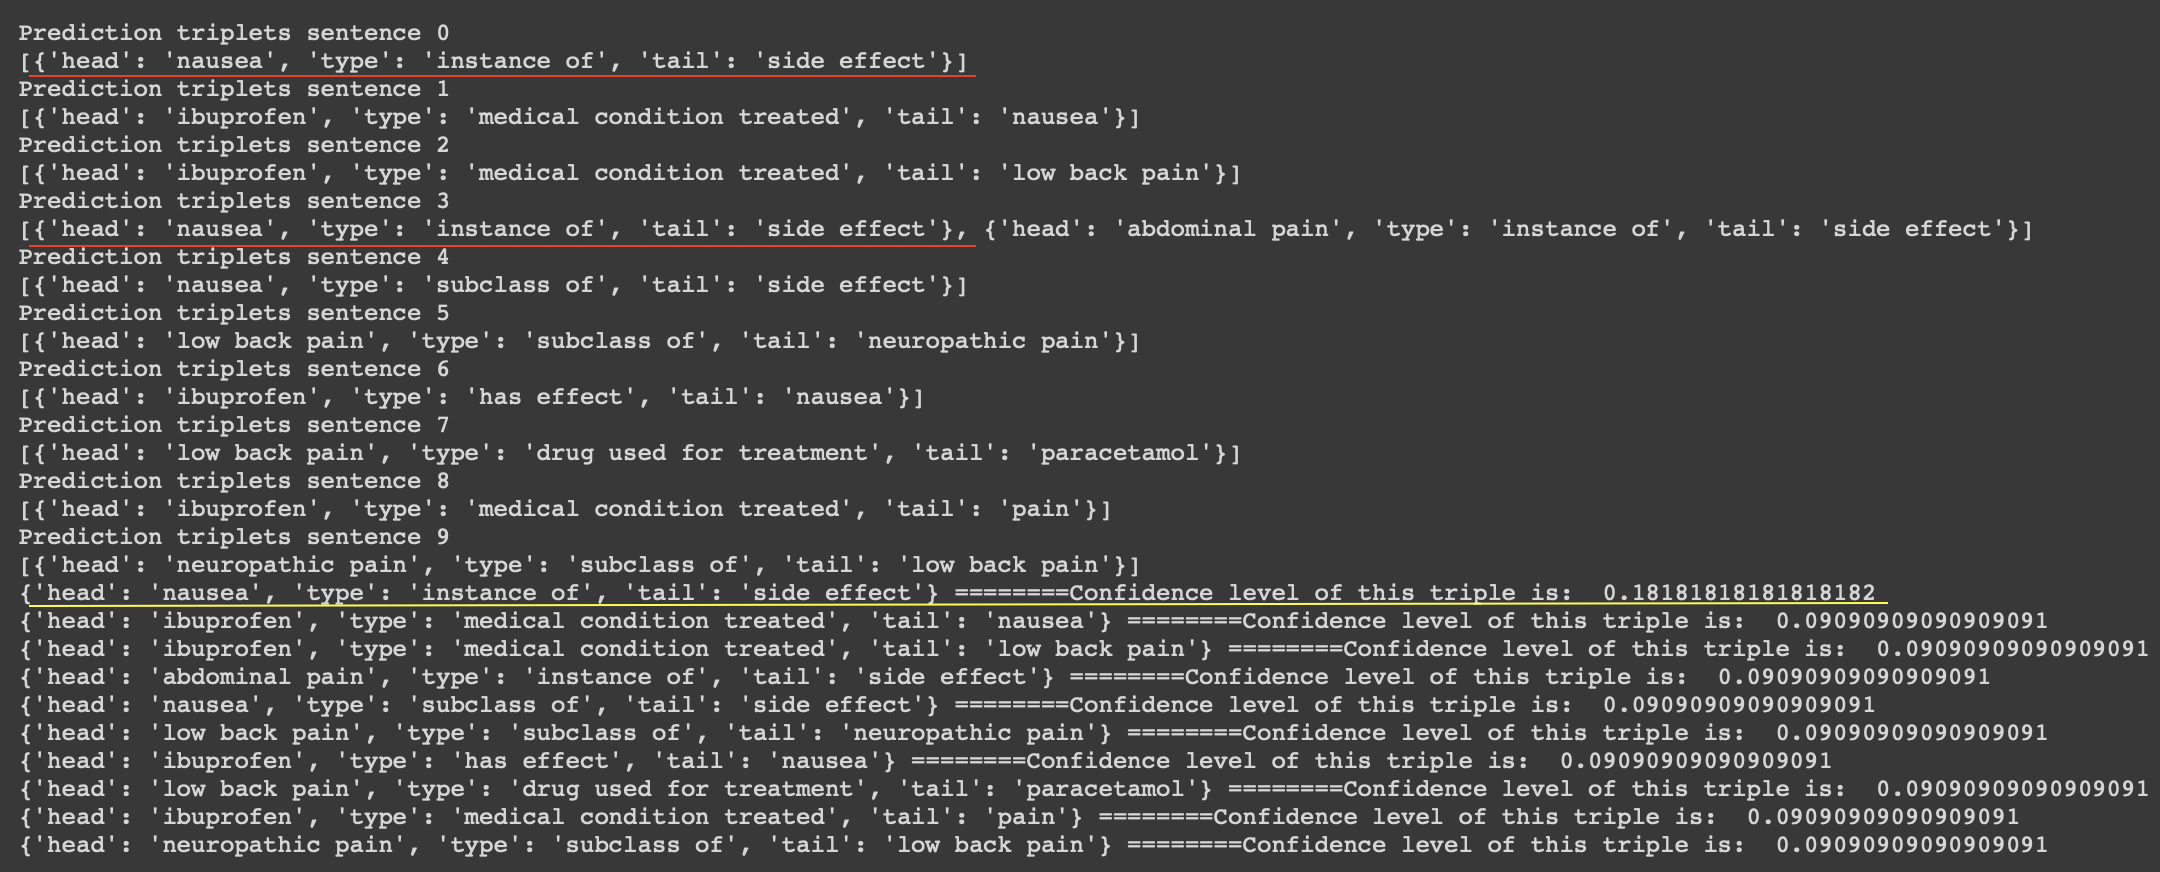 Prediction triplets sentence 0
[{'head': 'nausea', 'type': 'instance of', 'tail': 'side effect'}]
Prediction triplets sentence 1
[{'head': 'ibuprofen', 'type': 'medical condition treated', 'tail': 'nausea'}]
Prediction triplets sentence 2
[{'head': 'ibuprofen', 'type': 'medical condition treated', 'tail': 'low back pain'}]
Prediction triplets sentence 3
[{'head': 'nausea', 'type': 'instance of', 'tail': 'side effect'}, {'head': 'abdominal pain', 'type': 'instance of', 'tail': 'side effect'}]
Prediction triplets sentence 4
[{'head': 'nausea', 'type': 'subclass of', 'tail': 'side effect'}]
Prediction triplets sentence 5
[{'head': 'low back pain', 'type': 'subclass of', 'tail': 'neuropathic pain'}]
Prediction triplets sentence 6
[{'head': 'ibuprofen', 'type': 'has effect', 'tail': 'nausea'}]
Prediction triplets sentence 7
[{'head': 'low back pain', 'type': 'drug used for treatment', 'tail': 'paracetamol'}]
Prediction triplets sentence 8
[{'head': 'ibuprofen', 'type': 'medical condition treated', 'tail': 'pain'}]
Prediction triplets sentence 9
[{'head': 'neuropathic pain', 'type': 'subclass of', 'tail': 'low back pain'}]
{'head': 'nausea', 'type': 'instance of', 'tail': 'side effect'} ========Confidence level of this triple is:  0.18181818181818182
{'head': 'ibuprofen', 'type': 'medical condition treated', 'tail': 'nausea'} ========Confidence level of this triple is:  0.09090909090909091
{'head': 'ibuprofen', 'type': 'medical condition treated', 'tail': 'low back pain'} ========Confidence level of this triple is:  0.09090909090909091
{'head': 'abdominal pain', 'type': 'instance of', 'tail': 'side effect'} ========Confidence level of this triple is:  0.09090909090909091
{'head': 'nausea', 'type': 'subclass of', 'tail': 'side effect'} ========Confidence level of this triple is:  0.09090909090909091
{'head': 'low back pain', 'type': 'subclass of', 'tail': 'neuropathic pain'} ========Confidence level of this triple is:  0.09090909090909091
{'head': 'ibuprofen', 'type': 'has effect', 'tail': 'nausea'} ========Confidence level of this triple is:  0.09090909090909091
{'head': 'low back pain', 'type': 'drug used for treatment', 'tail': 'paracetamol'} ========Confidence level of this triple is:  0.09090909090909091
{'head': 'ibuprofen', 'type': 'medical condition treated', 'tail': 'pain'} ========Confidence level of this triple is:  0.09090909090909091
{'head': 'neuropathic pain', 'type': 'subclass of', 'tail': 'low back pain'} ========Confidence level of this triple is:  0.09090909090909091